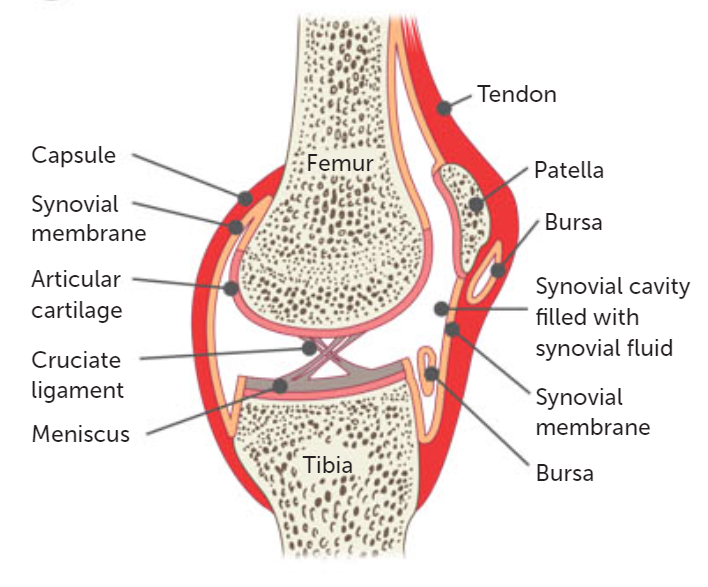 Tendon
Capsule
Femur
Patella
Synovial
membrane
Bursa
Articular
cartilage
Synovial cavity
filled with
synovial fluid
Cruciate
ligament
Synovial
membrane
Meniscus
Tibia
Bursa